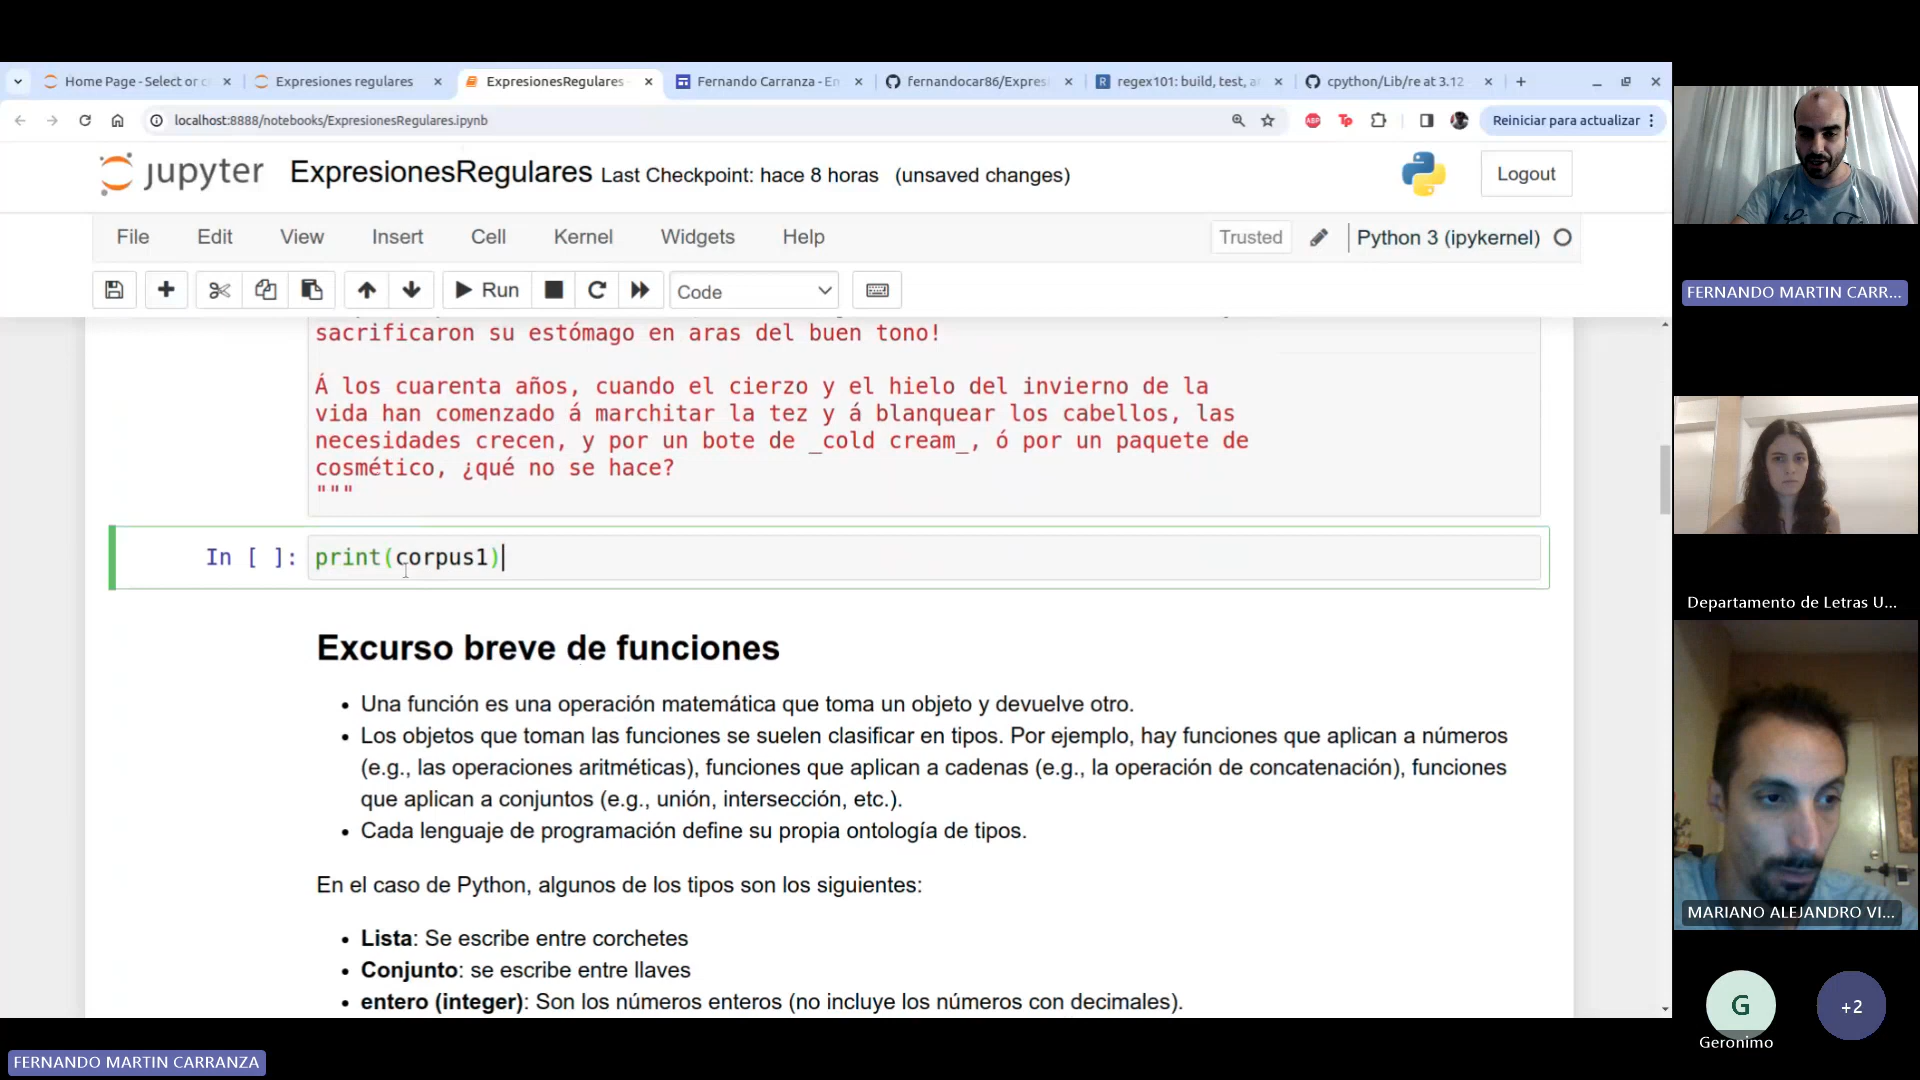 Home Page - Select or c
Expresiones regulares
ExpresionesRegulares
Fernando Carranza - En
fernandocar86/Expres
regex101: build, test, a
cpython/Lib/re at 3.12
localhost:8888/notebooks/ExpresionesRegulares.ipynb
ABP
Tp
Reiniciar para actualizar
jupyter ExpresionesRegulares Last Checkpoint: hace 8 horas (unsaved changes)
Logout
File Edit View Insert Cell Kernel Widgets Help
Trusted
Python 3 (ipykernel)
Run
Code
sacrificaron su estómago en aras del buen tono!
Á los cuarenta años, cuando el cierzo y el hielo del invierno de la
vida han comenzado á marchitar la tez y á blanquear los cabellos, las
necesidades crecen, y por un bote de _cold cream_, ó por un paquete de
cosmético, ¿qué no se hace?
"""
In [ ]: print(corpus1)
Excurso breve de funciones
• Una función es una operación matemática que toma un objeto y devuelve otro.
• Los objetos que toman las funciones se suelen clasificar en tipos. Por ejemplo, hay funciones que aplican a números
(e.g., las operaciones aritméticas), funciones que aplican a cadenas (e.g., la operación de concatenación), funciones
que aplican a conjuntos (e.g., unión, intersección, etc.).
• Cada lenguaje de programación define su propia ontología de tipos.
En el caso de Python, algunos de los tipos son los siguientes:
• Lista: Se escribe entre corchetes
• Conjunto: se escribe entre llaves
• entero (integer): Son los números enteros (no incluye los números con decimales).
FERNANDO MARTIN CARR...
Departamento de Letras U...
MARIANO ALEJANDRO VI...
G
+2
Geronimo
FERNANDO MARTIN CARRANZA